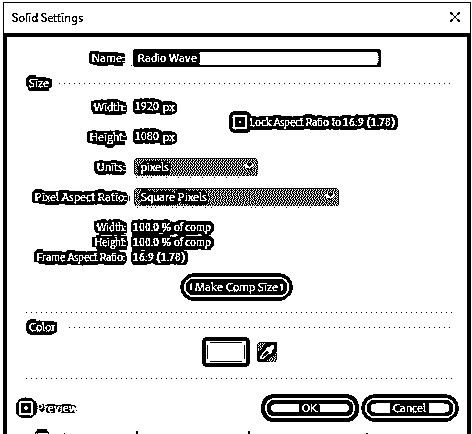 Solid Settings
Name: Radio Wave
Size
Width: 1920 px
Lock Aspect Ratio to 16:9 (1.78)
Height: 1080 px
Units: pixels
Pixel Aspect Ratio: Square Pixels
Width: 100.0 % of comp
Height: 100.0 % of comp
Frame Aspect Ratio: 16:9 (1.78)
Make Comp Size
Color
Preview
OK
Cancel